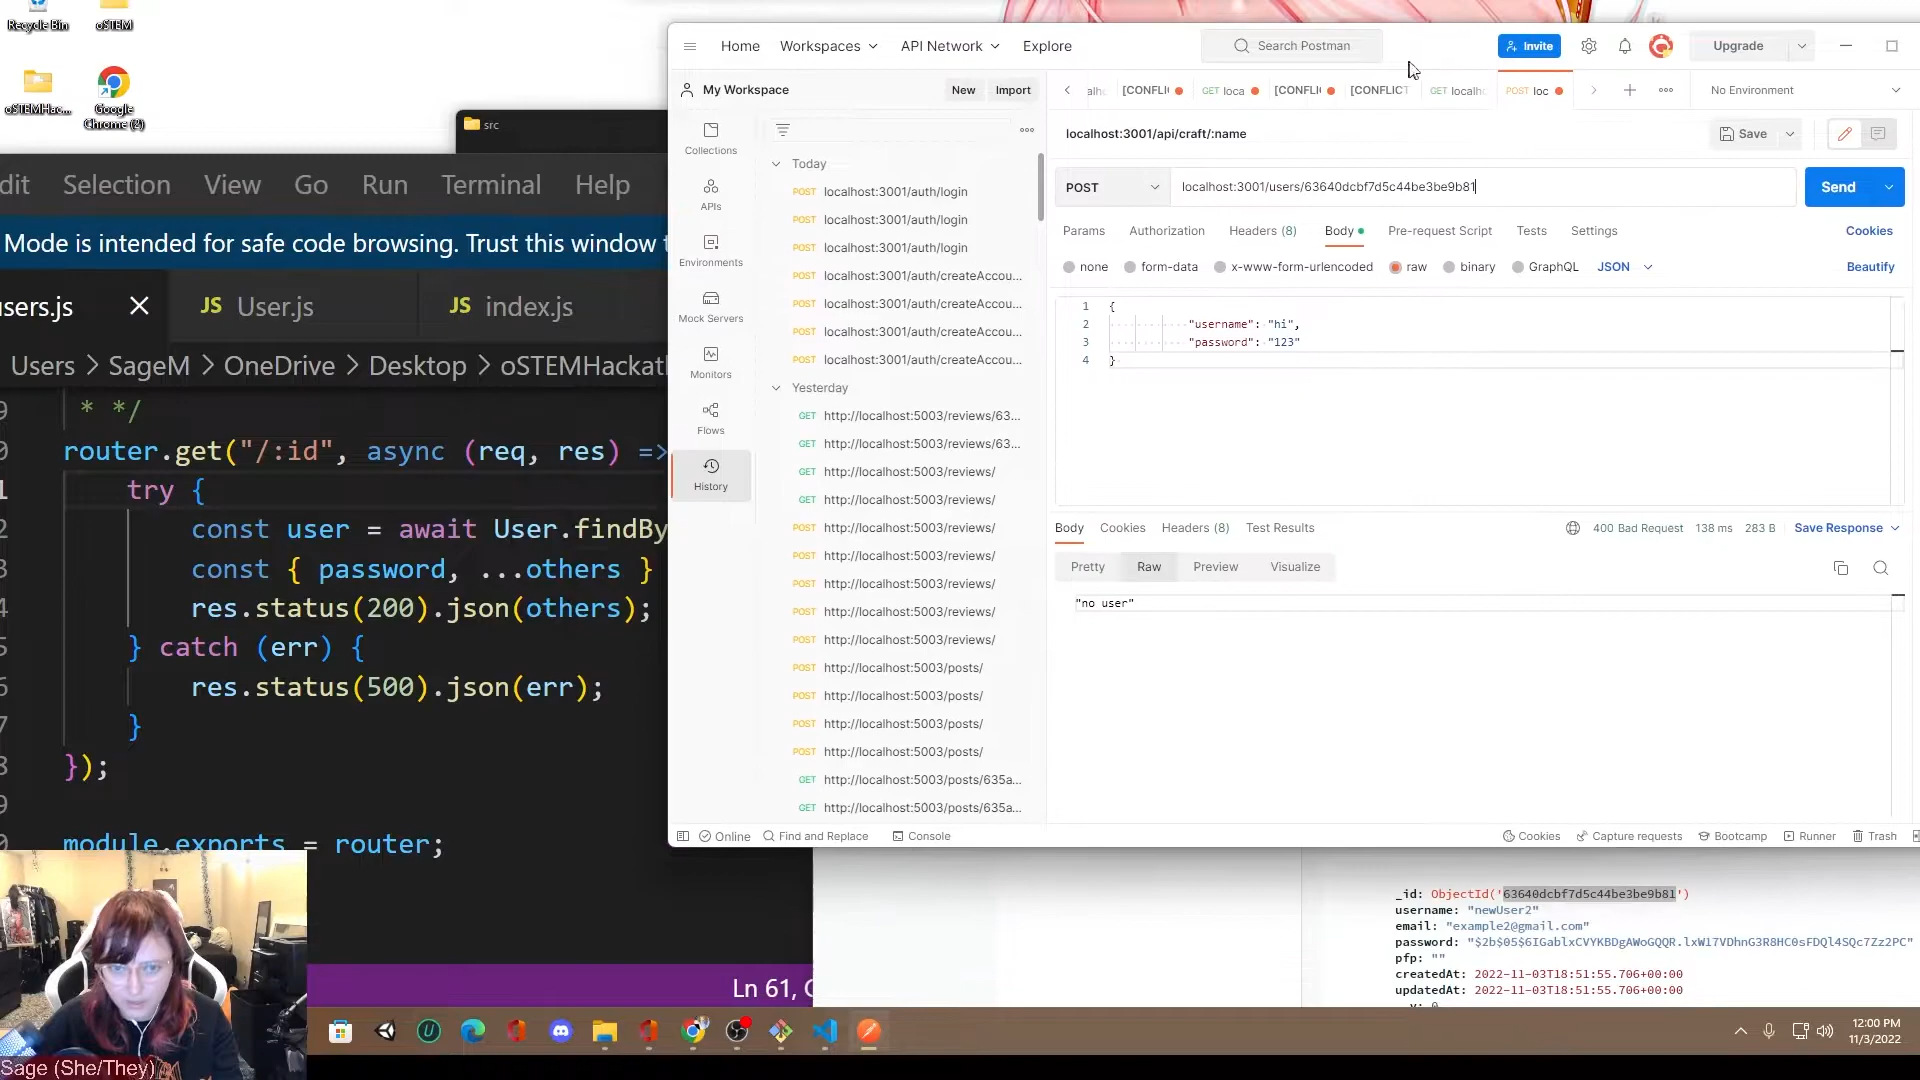 Recycle Bin
oSTEM
oSTEMHac...
Google
Chrome (2)
src
dit Selection View Go Run Terminal Help
Mode is intended for safe code browsing. Trust this window
users.js
JS User.js
JS index.js
Users > SageM > OneDrive > Desktop > oSTEMHackath
* */
router.get("/:id", async (req, res) =>
try {
const user = await User.findBy
const { password, ...others }
res.status(200).json(others);
} catch (err) {
res.status(500).json(err);
}
});
module.exports = router;
Ln 61,
Sage (She/They)
Home Workspaces API Network Explore
Search Postman
Invite
Upgrade
My Workspace
New Import
Collections
APIs
Environments
Mock Servers
Monitors
Flows
History
Today
POST localhost:3001/auth/login
POST localhost:3001/auth/login
POST localhost:3001/auth/login
POST localhost:3001/auth/createAccou...
POST localhost:3001/auth/createAccou...
POST localhost:3001/auth/createAccou...
POST localhost:3001/auth/createAccou...
Yesterday
GET http://localhost:5003/reviews/63...
GET http://localhost:5003/reviews/63...
GET http://localhost:5003/reviews/
GET http://localhost:5003/reviews/
POST http://localhost:5003/reviews/
POST http://localhost:5003/reviews/
POST http://localhost:5003/reviews/
POST http://localhost:5003/reviews/
POST http://localhost:5003/reviews/
POST http://localhost:5003/posts/
POST http://localhost:5003/posts/
POST http://localhost:5003/posts/
POST http://localhost:5003/posts/
GET http://localhost:5003/posts/635a...
GET http://localhost:5003/posts/635a...
alh [CONFLI GET loca [CONFLI [CONFLICT GET localh POST loc
No Environment
localhost:3001/api/craft/:name
Save
POST localhost:3001/users/63640dcbf7d5c44be3be9b81
Send
Params Authorization Headers (8) Body Pre-request Script Tests Settings Cookies
none form-data x-www-form-urlencoded raw binary GraphQL JSON Beautify
1 {
2 "username": "hi",
3 "password": "123"
4 }
Body Cookies Headers (8) Test Results
400 Bad Request 138 ms 283 B Save Response
Pretty Raw Preview Visualize
"no user"
Online Find and Replace Console
Cookies Capture requests Bootcamp Runner Trash
_id: ObjectId('63640dcbf7d5c44be3be9b81')
username: "newUser2"
email: "example2@gmail.com"
password: "$2b$05$6IGablxCVYKBDgAWoGQQR.lxW17VDhnG3R8HC0sFDQl4SQc7Zz2PC"
pfp: ""
createdAt: 2022-11-03T18:51:55.706+00:00
updatedAt: 2022-11-03T18:51:55.706+00:00
12:00 PM
11/3/2022